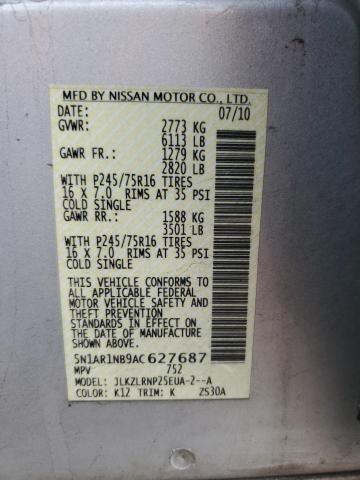 MFD BY NISSAN MOTOR CO., LTD.
DATE: 07/10
GVWR: 2773 KG
6113 LB
GAWR FR.: 1279 KG
2820 LB
WITH P245/75R16 TIRES
16 X 7.0 RIMS AT 35 PSI
COLD SINGLE
GAWR RR.: 1588 KG
3501 LB
WITH P245/75R16 TIRES
16 X 7.0 RIMS AT 35 PSI
COLD SINGLE
THIS VEHICLE CONFORMS TO
ALL APPLICABLE FEDERAL
MOTOR VEHICLE SAFETY AND
THEFT PREVENTION
STANDARDS IN EFFECT ON
THE DATE OF MANUFACTURE
SHOWN ABOVE.
5N1AR1NB9AC627687
MPV 752
MODEL: JLKZLRNP25EUA-2--A
COLOR: K12 TRIM: K ZS30A